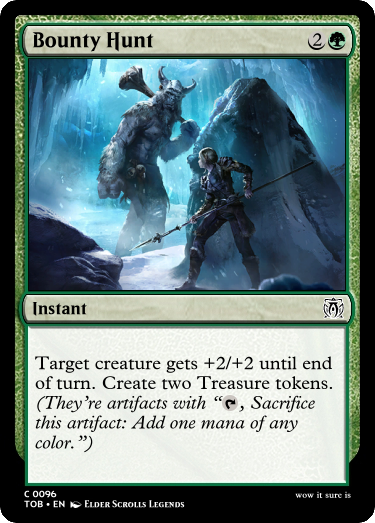 Bounty Hunt 2
Instant
Target creature gets +2/+2 until end
of turn. Create two Treasure tokens.
(They're artifacts with “, Sacrifice
this artifact: Add one mana of any
color.”)
C 0096
TOB • EN Elder Scrolls Legends
wow it sure is